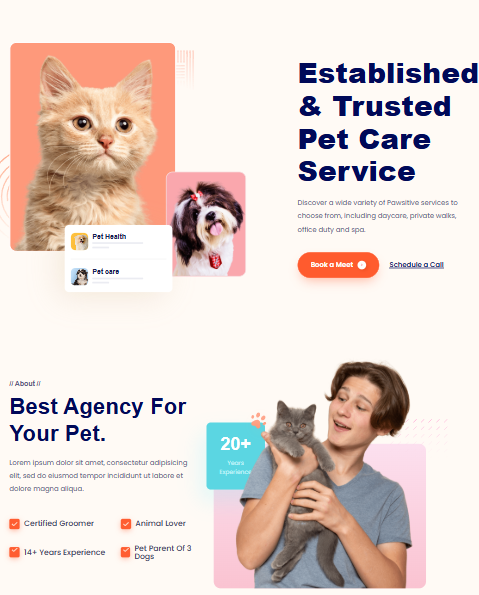 Established
& Trusted
Pet Care
Service
Discover a wide variety of Pawsitive services to
choose from, including daycare, private walks,
office duty and spa.
Book a Meet
Schedule a Call
Pet Health
Pet care
// About //
Best Agency For
Your Pet.
Lorem ipsum dolor sit amet, consectetur adipisicing
elit, sed do eiusmod tempor incididunt ut labore et
dolore magna aliqua.
Certified Groomer
Animal Lover
14+ Years Experience
Pet Parent Of 3
Dogs
20+
Years
Experience